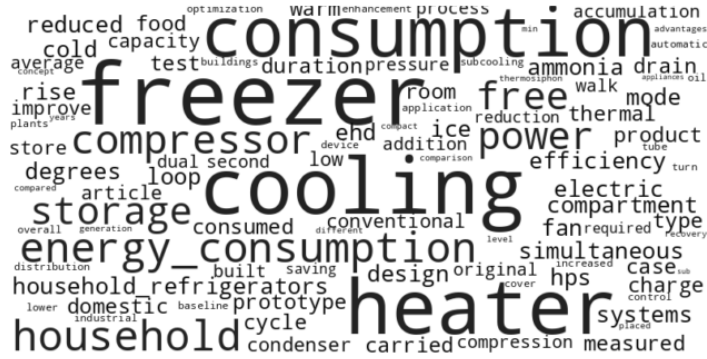 optimization warm enhancement process accumulation
reduced food consumption advantages
cold capacity min automatic
average test buildings duration pressure subcooling ammonia drain
concept freezer thermosiphon appliances oil
rise room free walk mode
improve application reduction thermal
plants years compressor ehd ice compact power product
store device addition tube
dual second low comparison efficiency turn
degrees loop cooling electric
compared article compartment
storage consumed conventional fan required type
overall generation different level recovery
energy_consumption simultaneous
distribution built saving design original increased case sub
household_refrigerators cover hps charge
lower domestic baseline prototype heater control systems
industrial cycle placed
household condenser carried compression measured